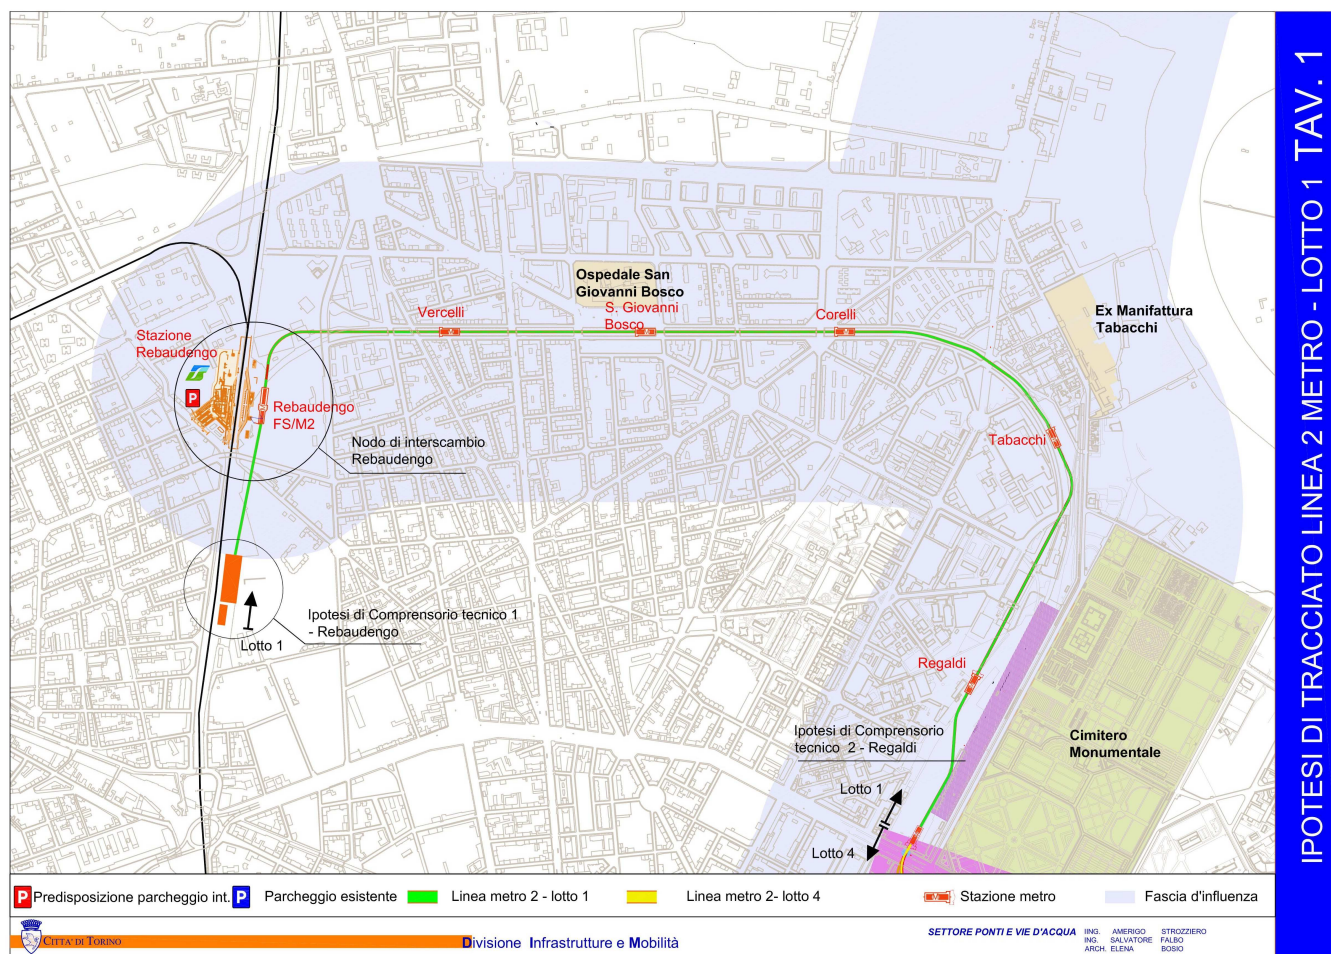 Ospedale San
Giovanni Bosco
S. Giovanni
Bosco
Vercelli
Corelli
Ex Manifattura
Tabacchi
Stazione
Rebaudengo
P
Rebaudengo
FS/M2
Nodo di interscambio
Rebaudengo
Tabacchi
Ipotesi di Comprensorio tecnico 1
- Rebaudengo
Lotto 1
Regaldi
Ipotesi di Comprensorio
tecnico 2 - Regaldi
Cimitero
Monumentale
Lotto 1
Lotto 4
P Predisposizione parcheggio int. P Parcheggio esistente Linea metro 2 - lotto 1 Linea metro 2- lotto 4 Stazione metro Fascia d'influenza
CITTA' DI TORINO
Divisione Infrastrutture e Mobilità
SETTORE PONTI E VIE D'ACQUA
IING. AMERIGO STROZZIERO
ING. SALVATORE FALBO
ARCH. ELENA BOSIO
IPOTESI DI TRACCIATO LINEA 2 METRO - LOTTO 1 TAV. 1